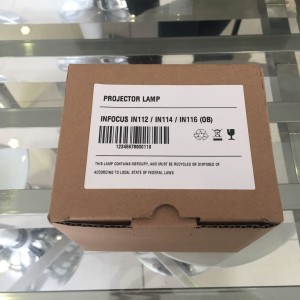 PROJECTOR LAMP
INFOCUS IN112 / IN114 / IN116 (OB)
12345678000110
THIS LAMP CONTAINS MERCURY, AND MUST BE RECYCLED OR DISPOSED OF
ACCORDING TO LOCAL STATE OF FEDERAL LAWS